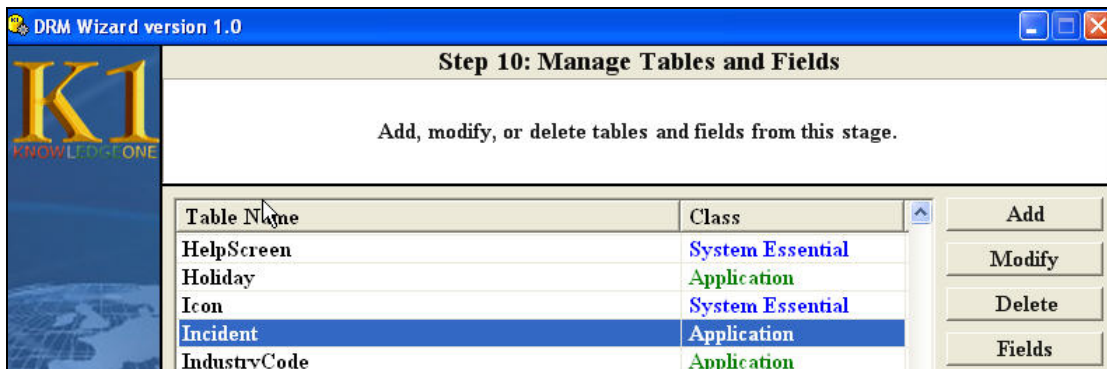 DRM Wizard version 1.0
K1
KNOWLEDGEONE
Step 10: Manage Tables and Fields
Add, modify, or delete tables and fields from this stage.
Table Name Class
HelpScreen System Essential
Holiday Application
Icon System Essential
Incident Application
IndustryCode Application
Add
Modify
Delete
Fields